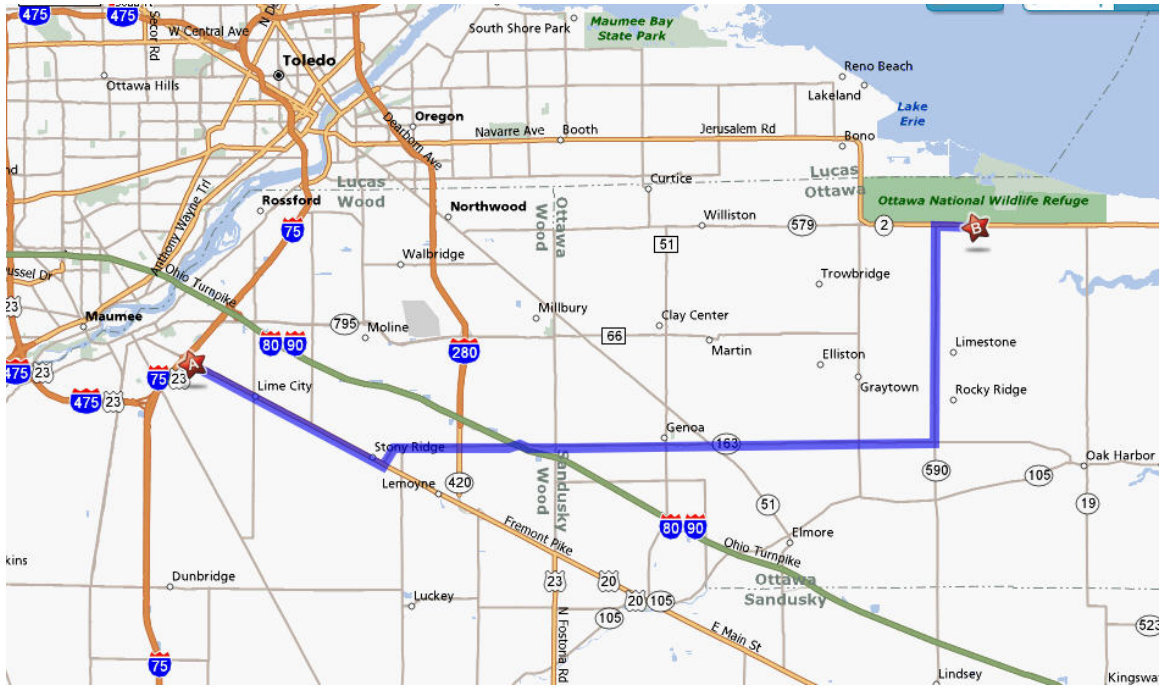 475
475
Secor Rd
W Central Ave
South Shore Park
Maumee Bay
State Park
Toledo
Ottawa Hills
Reno Beach
Lakeland
Lake
Erie
Oregon
Dearborn Ave
Navarre Ave
Booth
Jerusalem Rd
Bono
Lucas
Wood
Lucas
Ottawa
Curtice
Anthony Wayne Trl
Rossford
Northwood
Ottawa
Wood
Williston
579
2
Ottawa National Wildlife Refuge
B
75
51
Walbridge
Ohio Turnpike
Trowbridge
23
Maumee
795
Moline
Millbury
Clay Center
66
Martin
80
90
280
Limestone
Elliston
A
475
23
75
23
Lime City
Graytown
Rocky Ridge
475
23
Stony Ridge
Genoa
163
Oak Harbor
Lemoyne
420
Sandusky
Wood
590
105
19
51
Fremont Pike
80
90
Elmore
Ohio Turnpike
Dunbridge
Luckey
23
20
20
105
105
Ottawa
Sandusky
N Fostoria Rd
E Main St
523
75
Lindsey